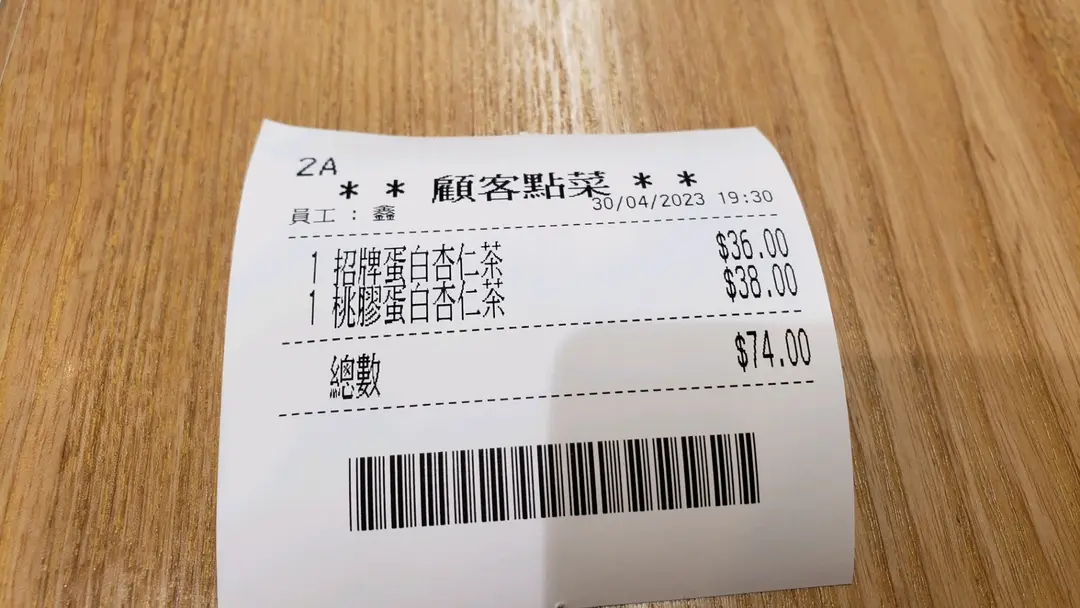 2A
* * 顧客點菜 * *
員工：鑫 30/04/2023 19:30
1 招牌蛋白杏仁茶 $36.00
1 桃膠蛋白杏仁茶 $38.00
總數 $74.00